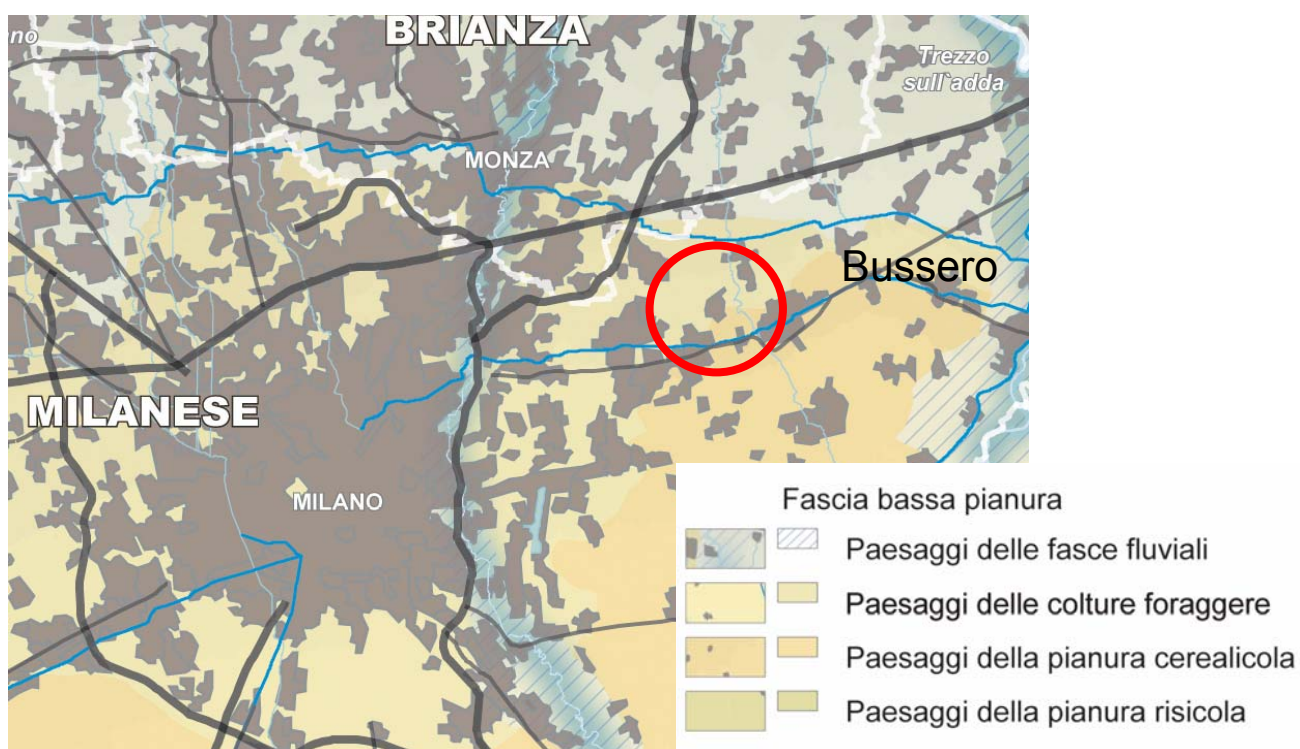 BRIANZA
no
Trezzo
sull'adda
MONZA
Bussero
MILANESE
MILANO
Fascia bassa pianura
Paesaggi delle fasce fluviali
Paesaggi delle colture foraggere
Paesaggi della pianura cerealicola
Paesaggi della pianura risicola